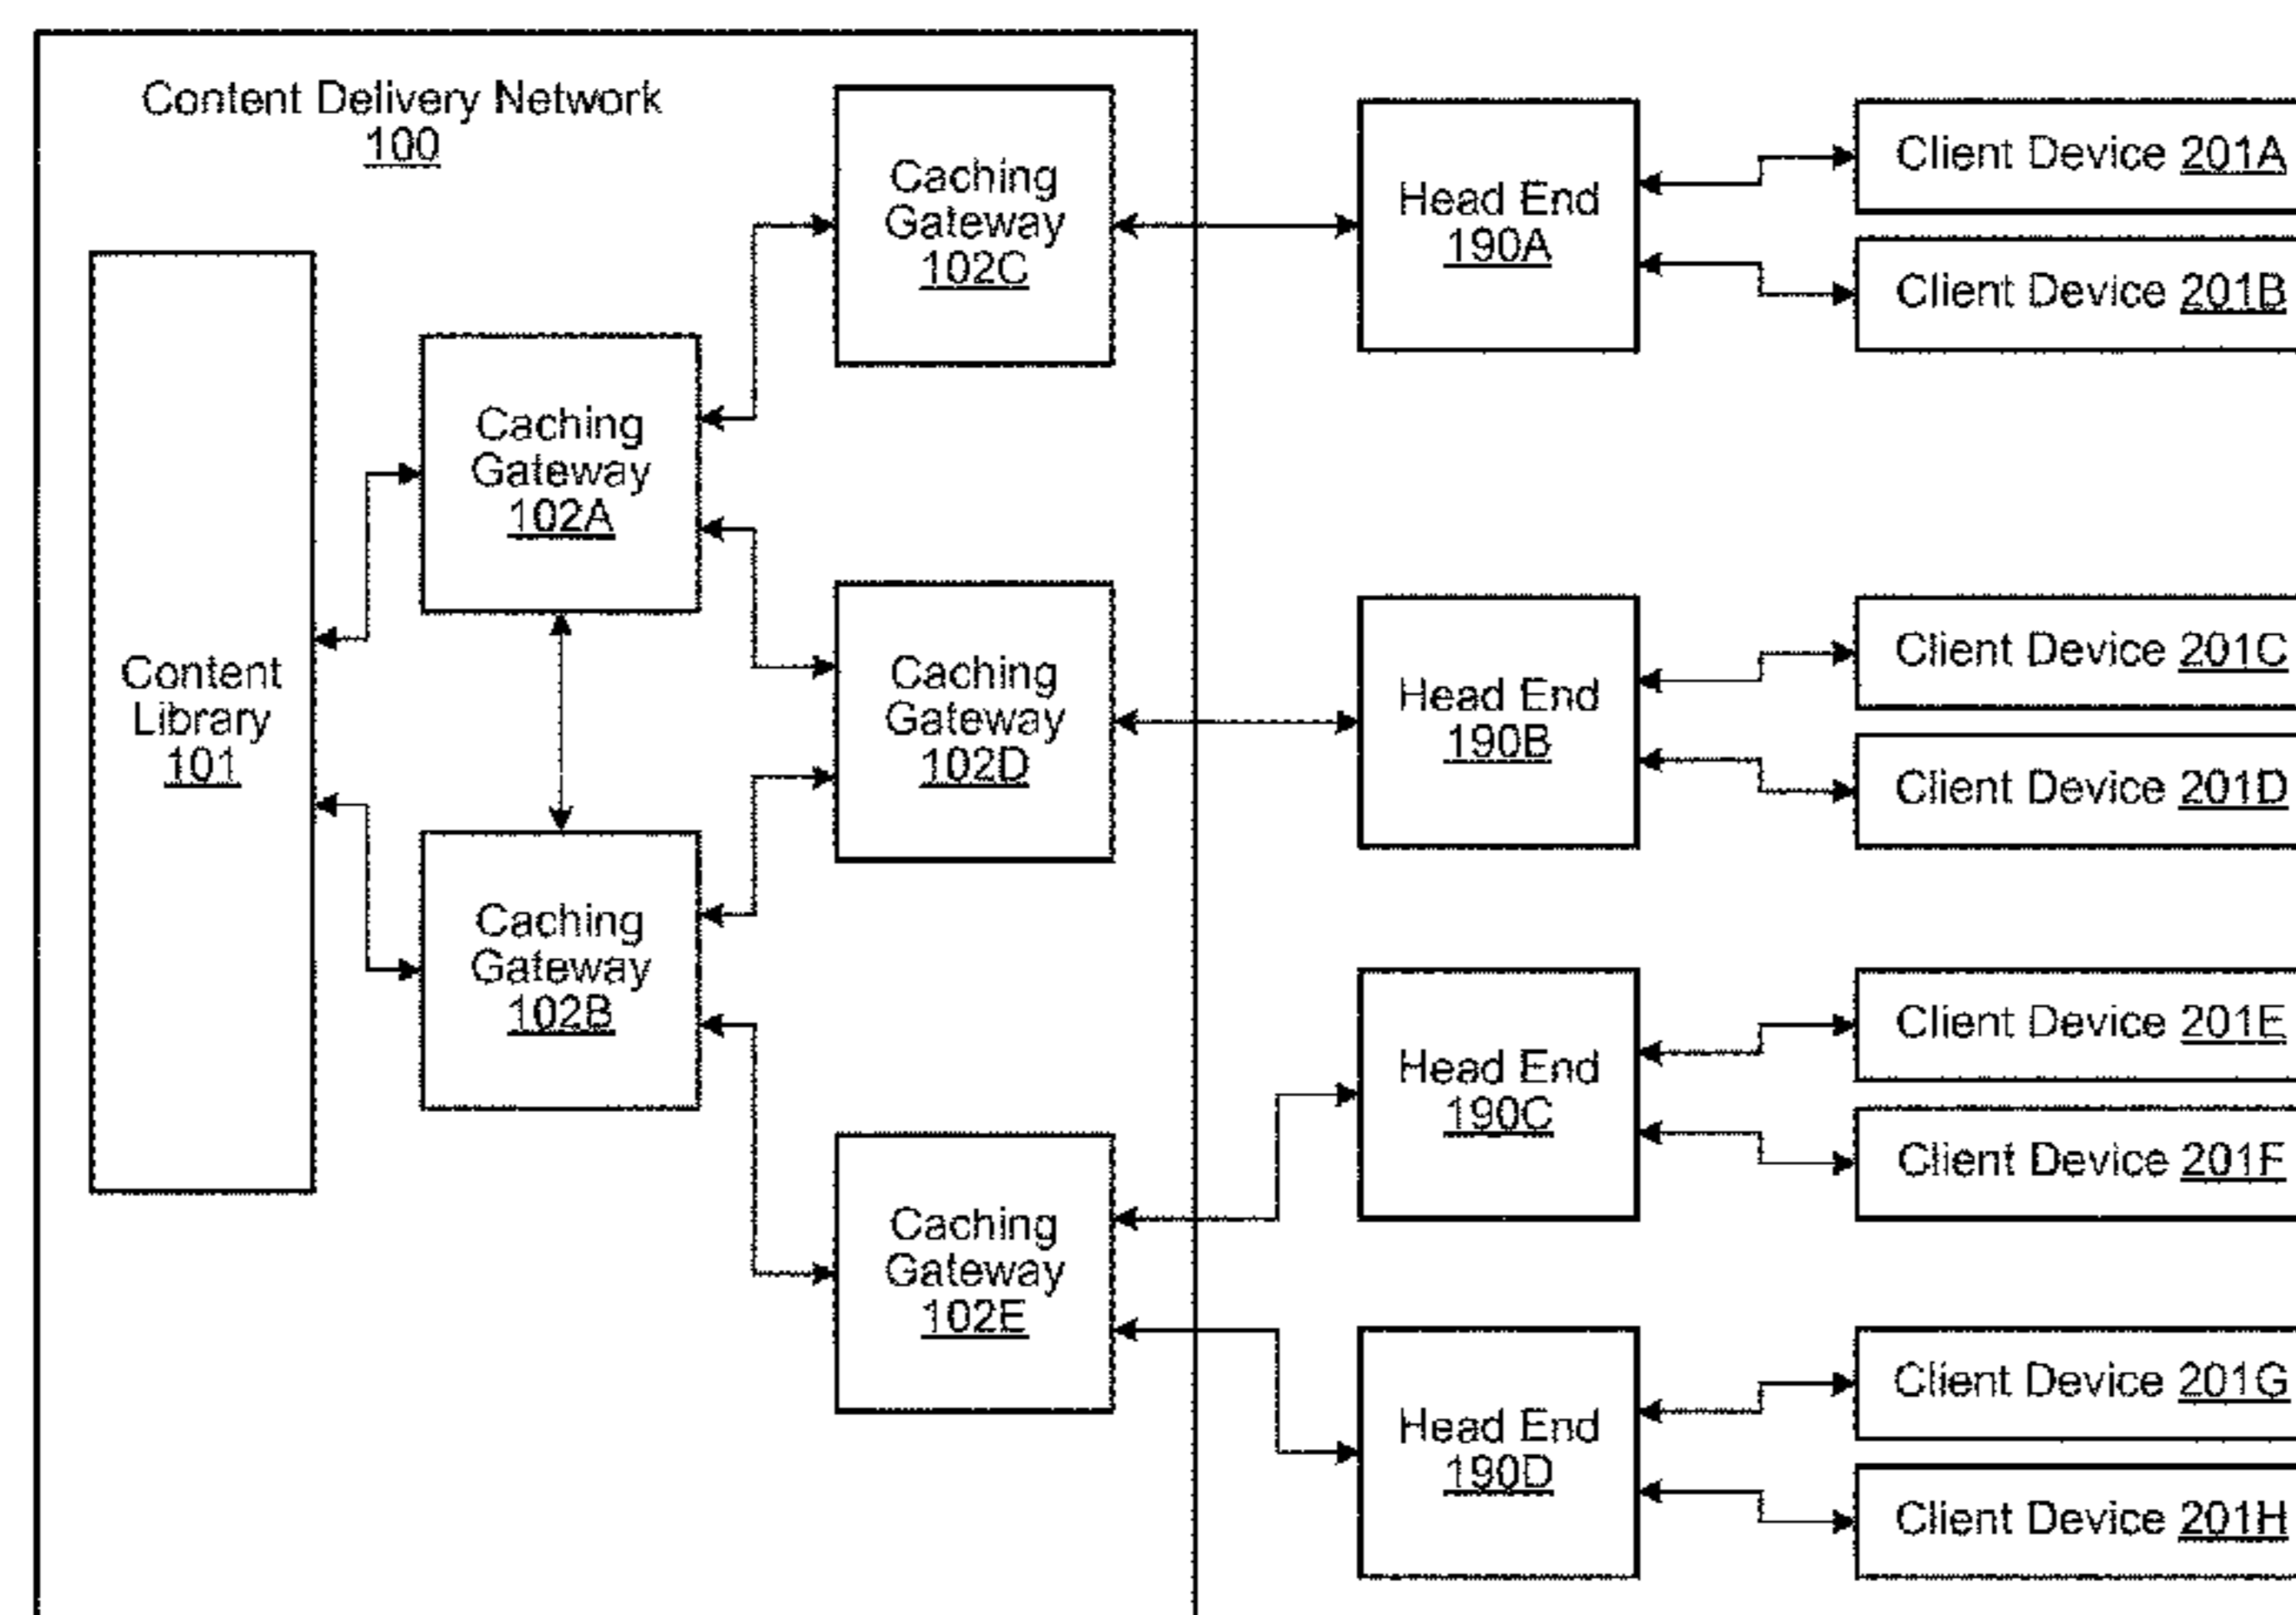 Content Delivery Network
100
Content
Library
101
Caching
Gateway
102A
Caching
Gateway
102B
Caching
Gateway
102C
Caching
Gateway
102D
Caching
Gateway
102E
Head End
190A
Head End
190B
Head End
190C
Head End
190D
Client Device 201A
Client Device 201B
Client Device 201C
Client Device 201D
Client Device 201E
Client Device 201F
Client Device 201G
Client Device 201H